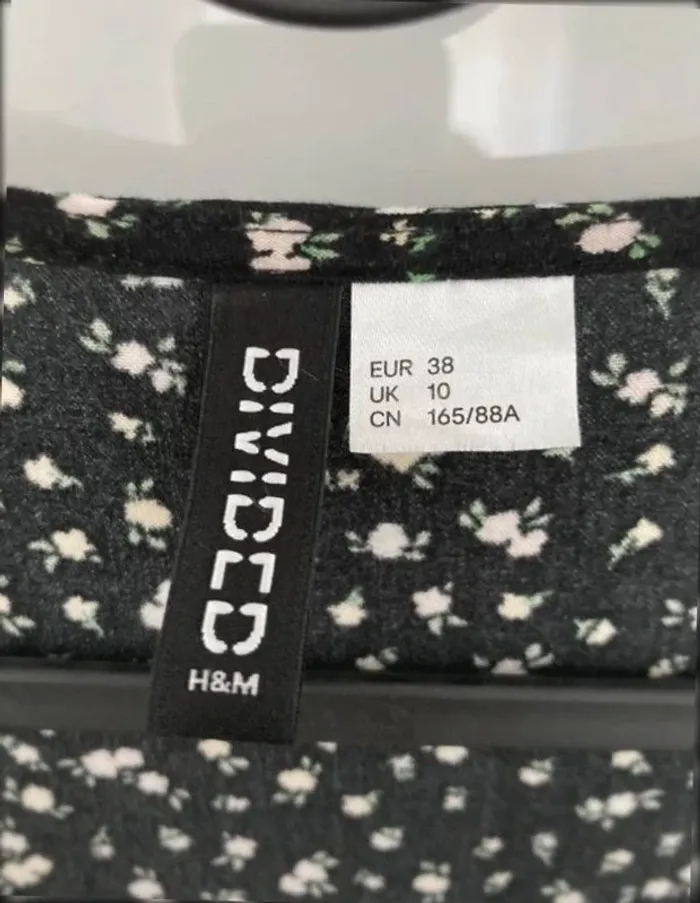 DIVIDED
H&M
EUR 38
UK 10
CN 165/88A